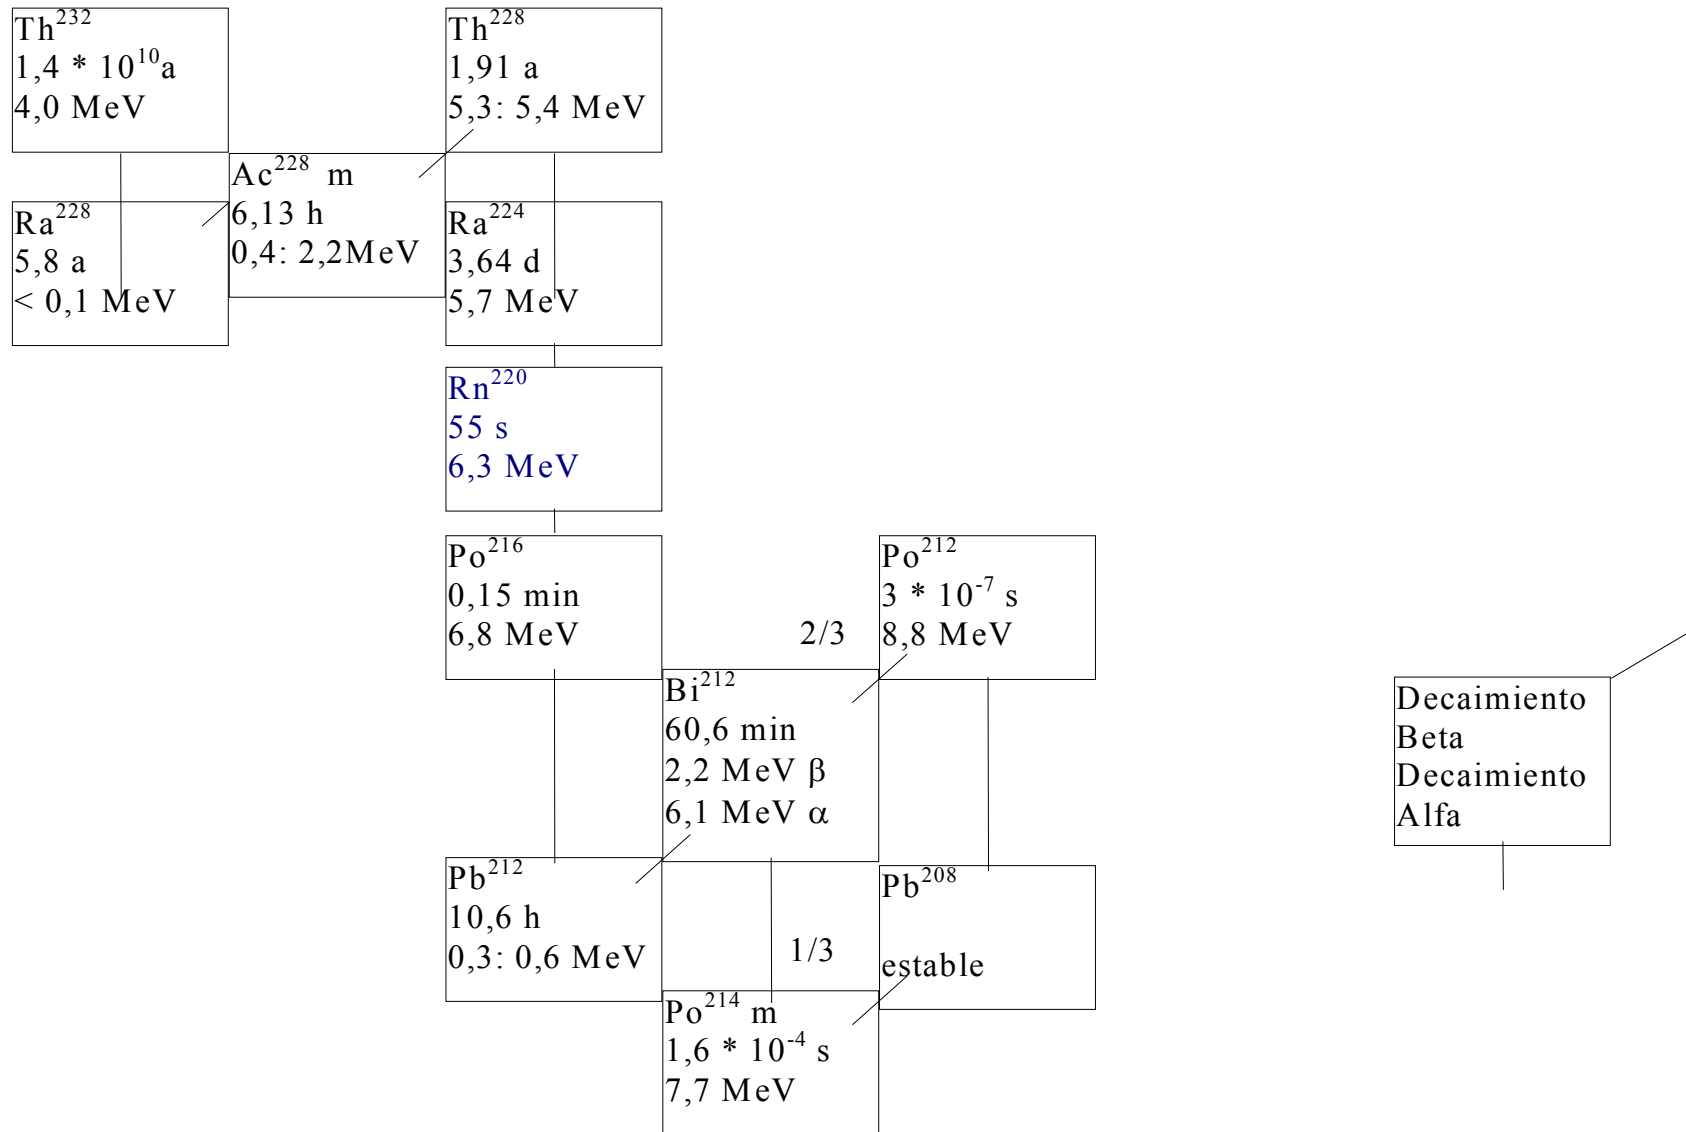 Th²³²
1,4 * 10¹⁰a
4,0 MeV
Th²²⁸
1,91 a
5,3: 5,4 MeV
Ac²²⁸ m
6,13 h
0,4: 2,2MeV
Ra²²⁸
5,8 a
< 0,1 MeV
Ra²²⁴
3,64 d
5,7 MeV
Rn²²⁰
55 s
6,3 MeV
Po²¹⁶
0,15 min
6,8 MeV
2/3
Po²¹²
3 * 10⁻⁷ s
8,8 MeV
Bi²¹²
60,6 min
2,2 MeV β
6,1 MeV α
Decaimiento
Beta
Decaimiento
Alfa
Pb²¹²
10,6 h
0,3: 0,6 MeV
1/3
Pb²⁰⁸
estable
Po²¹⁴ m
1,6 * 10⁻⁴ s
7,7 MeV